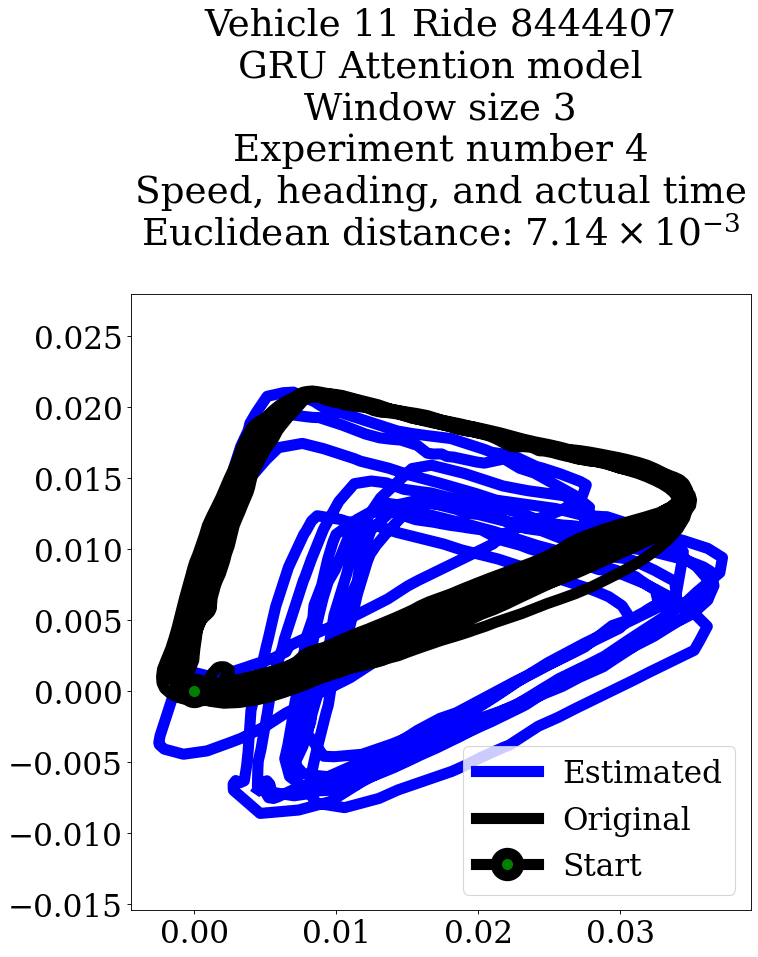 Vehicle 11 Ride 8444407
GRU Attention model
Window size 3
Experiment number 4
Speed, heading, and actual time
Euclidean distance: 7.14 × 10⁻³
0.025
0.020
0.015
0.010
0.005
0.000
−0.005
−0.010
−0.015
Estimated
Original
Start
0.00 0.01 0.02 0.03